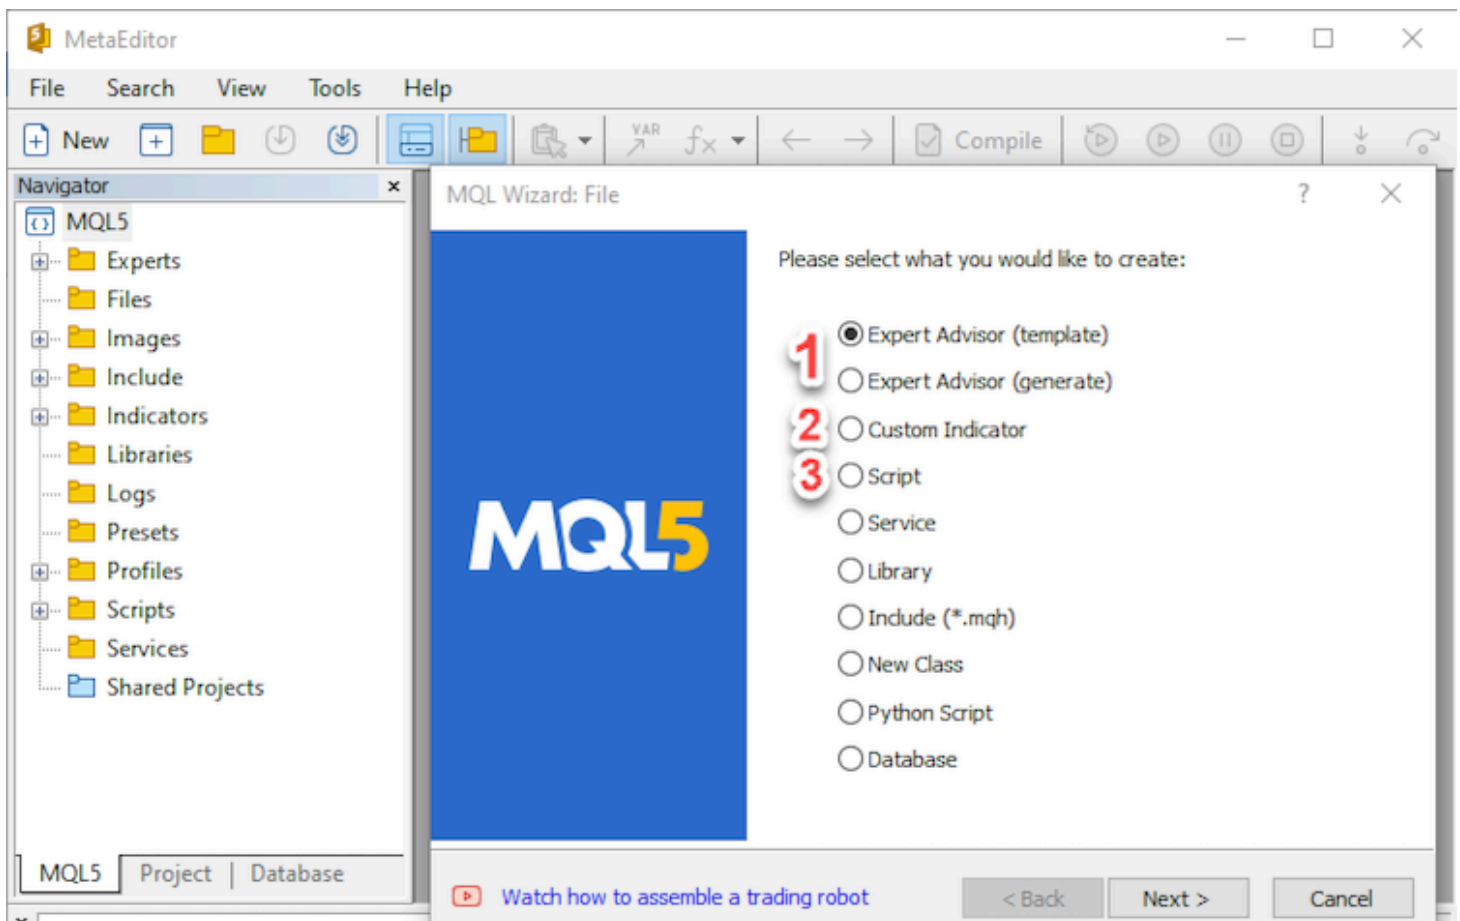 MetaEditor
File Search View Tools Help
New VAR fx Compile
Navigator
MQL5
Experts
Files
Images
Include
Indicators
Libraries
Logs
Presets
Profiles
Scripts
Services
Shared Projects
MQL5 Project Database
MQL Wizard: File ?
MQL5
Please select what you would like to create:
1
Expert Advisor (template)
Expert Advisor (generate)
2 Custom Indicator
3 Script
Service
Library
Include (*.mqh)
New Class
Python Script
Database
Watch how to assemble a trading robot
< Back Next > Cancel